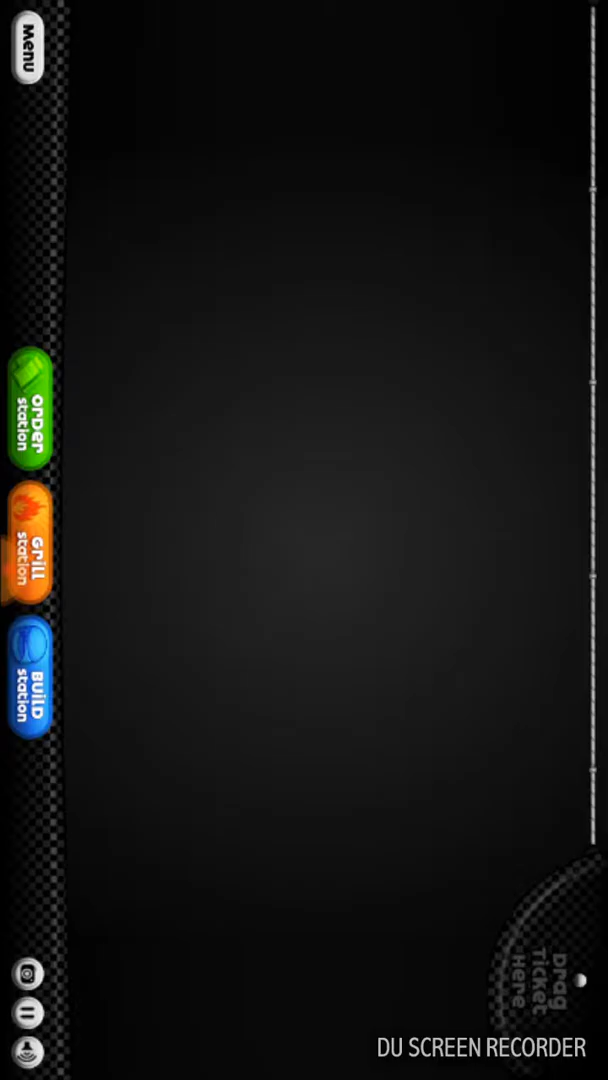 Menu
Order
Station
Grill
Station
Build
Station
Drag
Ticket
Here
DU SCREEN RECORDER